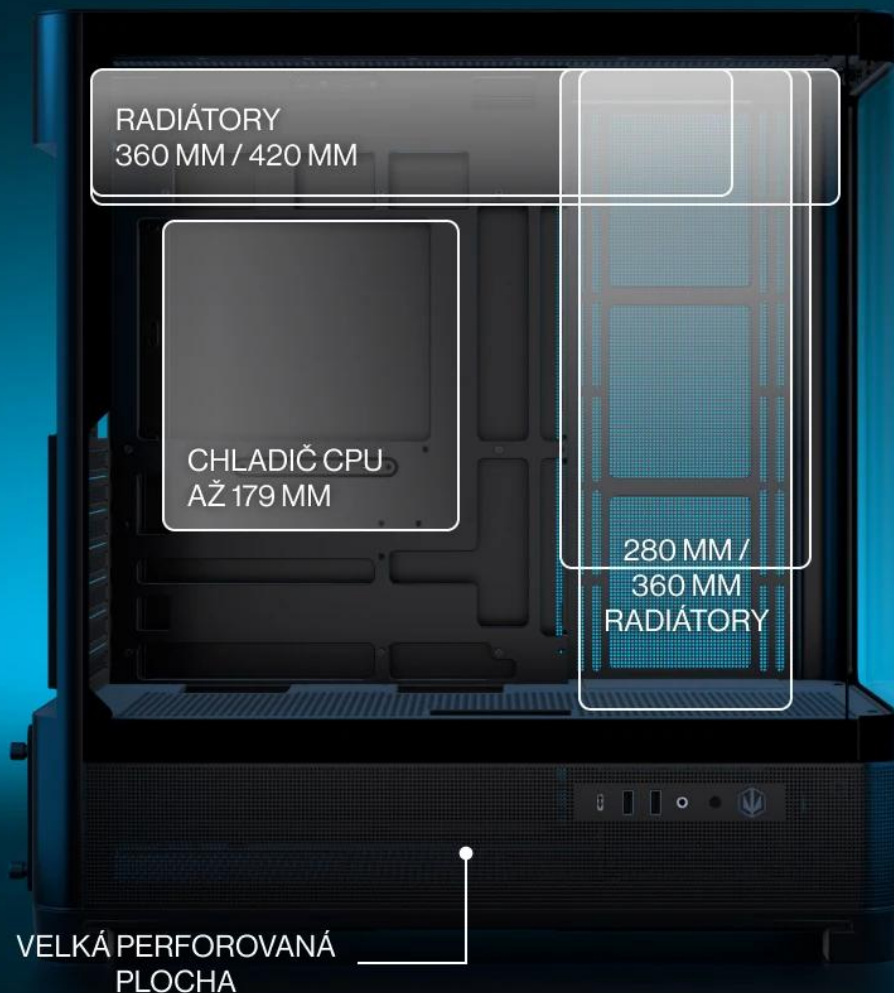 RADIÁTORY
360 MM / 420 MM
CHLADIČ CPU
AŽ 179 MM
280 MM /
360 MM
RADIÁTORY
VELKÁ PERFOROVANÁ
PLOCHA